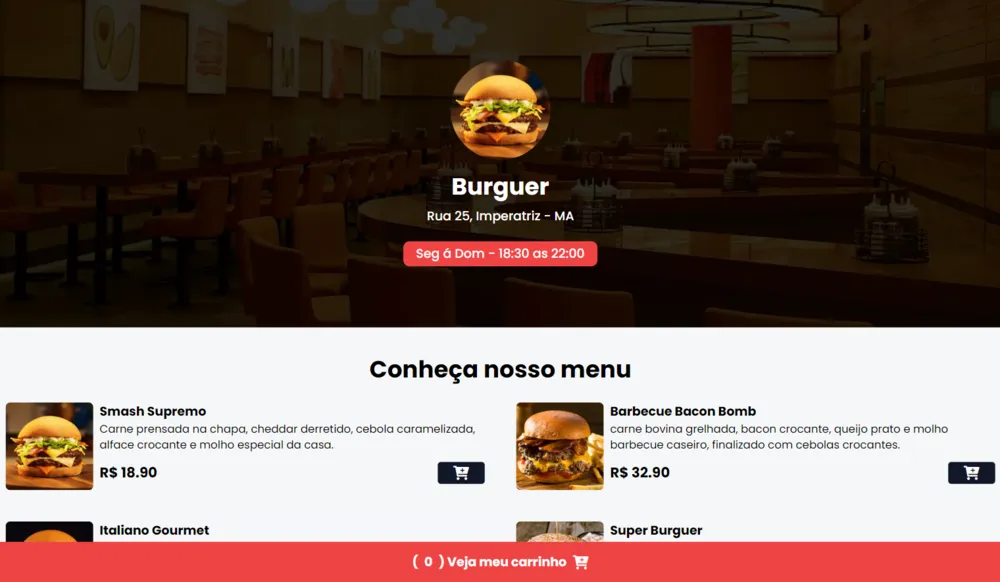 Burguer
Rua 25, Imperatriz - MA
Seg á Dom - 18:30 as 22:00
Conheça nosso menu
Smash Supremo
Carne prensada na chapa, cheddar derretido, cebola caramelizada,
alface crocante e molho especial da casa.
R$ 18.90
Barbecue Bacon Bomb
carne bovina grelhada, bacon crocante, queijo prato e molho
barbecue caseiro, finalizado com cebolas crocantes.
R$ 32.90
Italiano Gourmet
Super Burguer
( 0 ) Veja meu carrinho